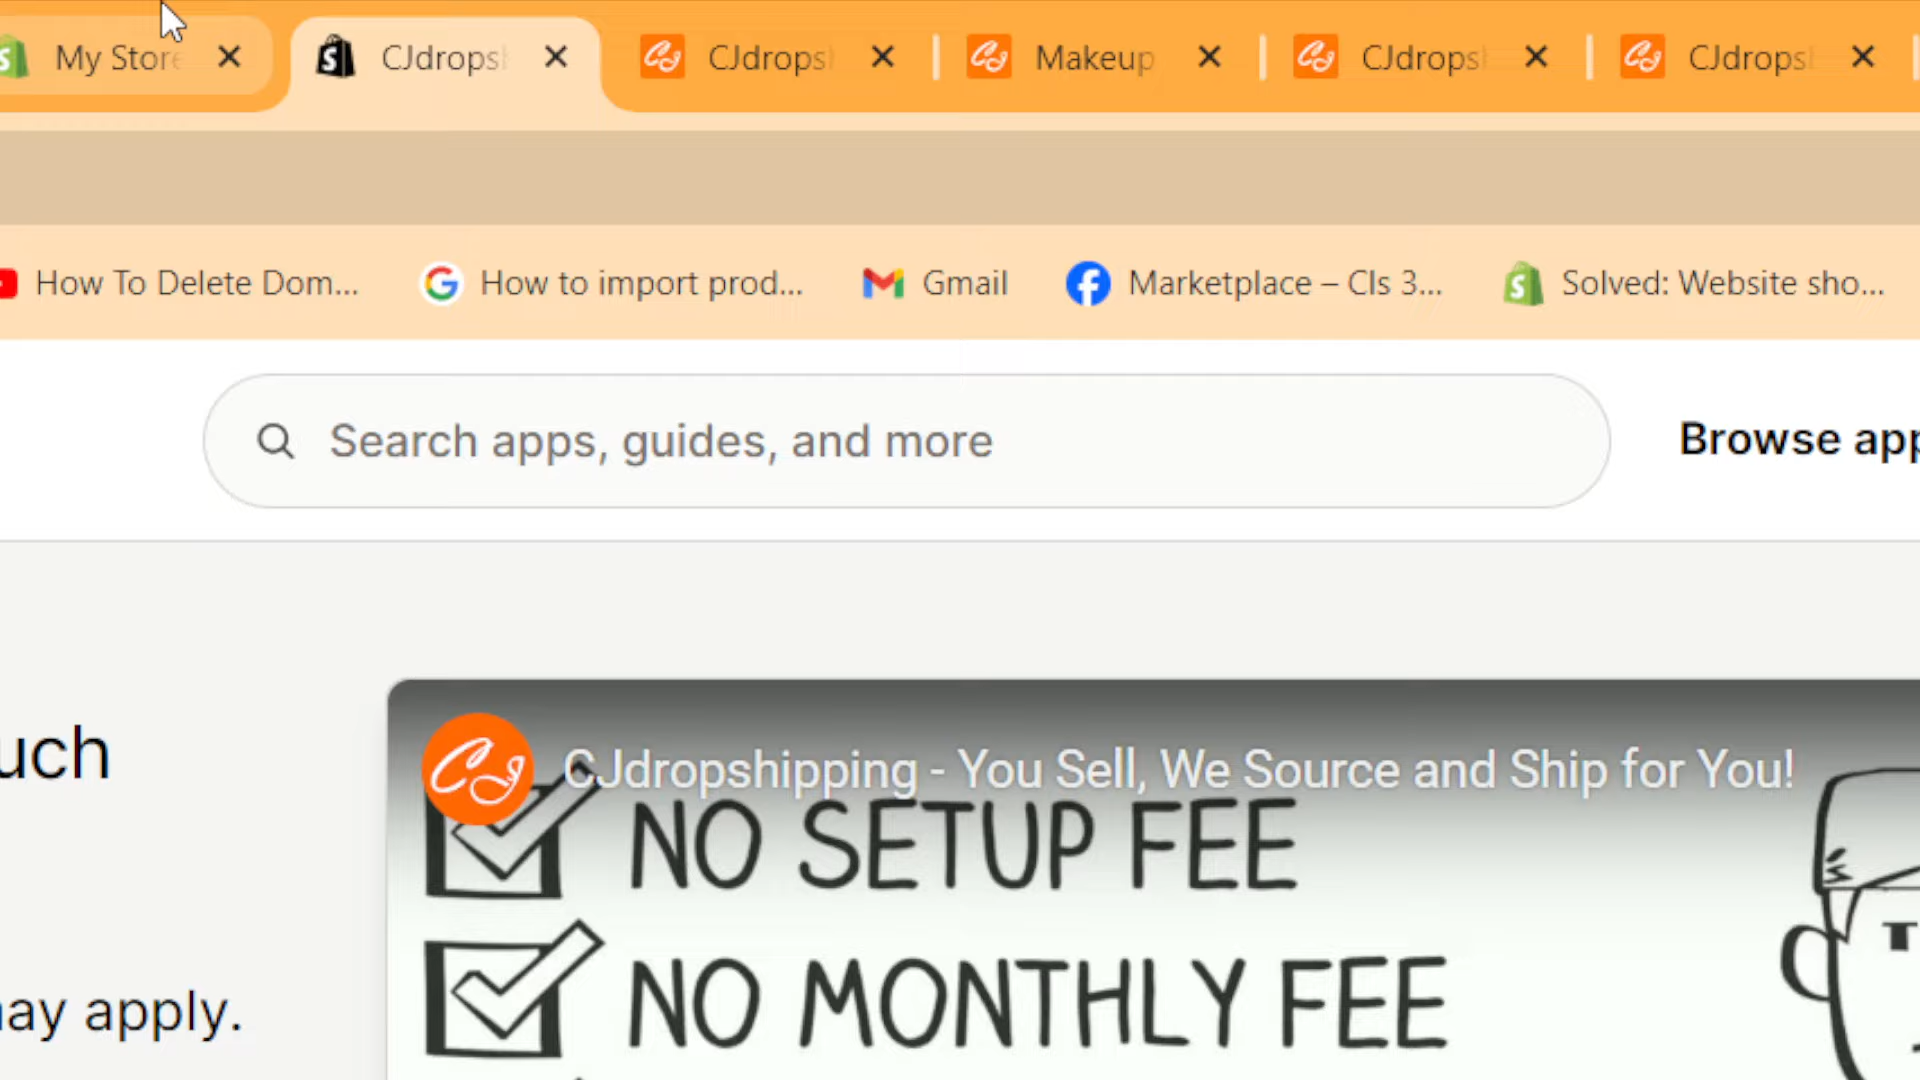 My Store
CJdrops
CJdrops
Makeup
CJdrops
CJdrops
How To Delete Dom...
How to import prod...
Gmail
Marketplace – Cls 3...
Solved: Website sho...
Search apps, guides, and more
Browse app
uch
may apply.
CJdropshipping - You Sell, We Source and Ship for You!
NO SETUP FEE
NO MONTHLY FEE